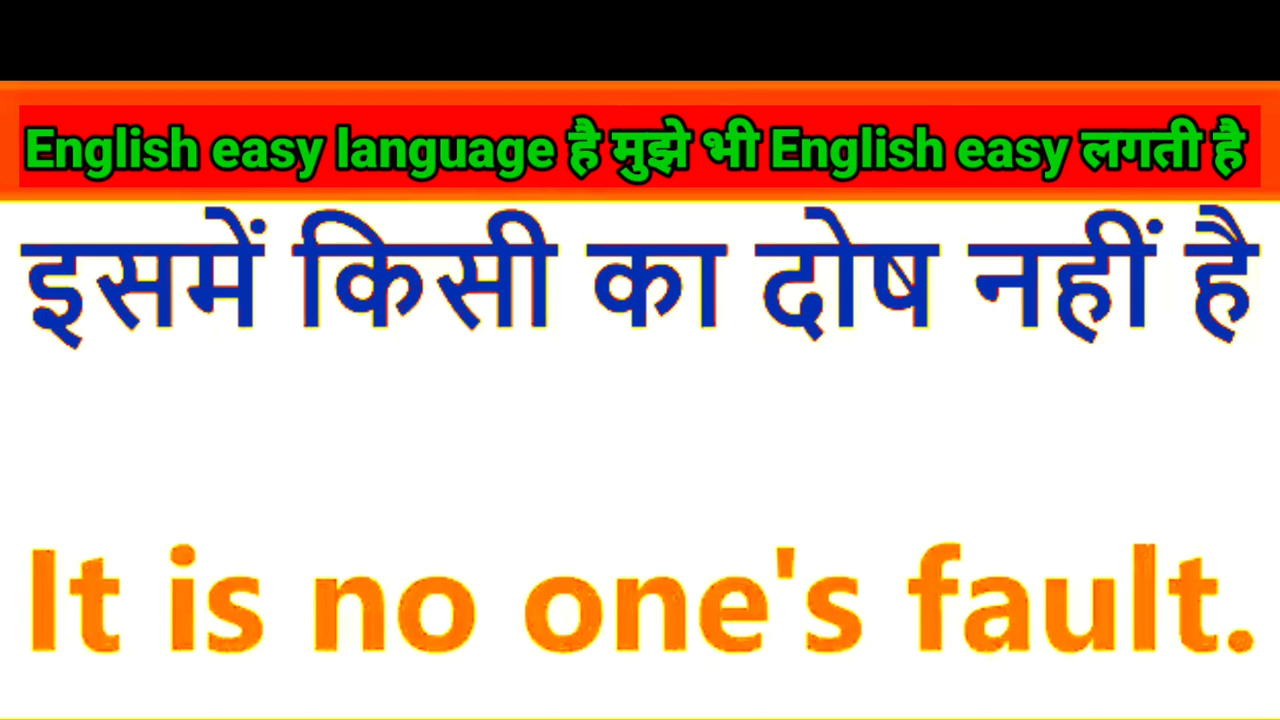 English easy language है मुझे भी English easy लगती है
इसमें किसी का दोष नहीं है
It is no one's fault.